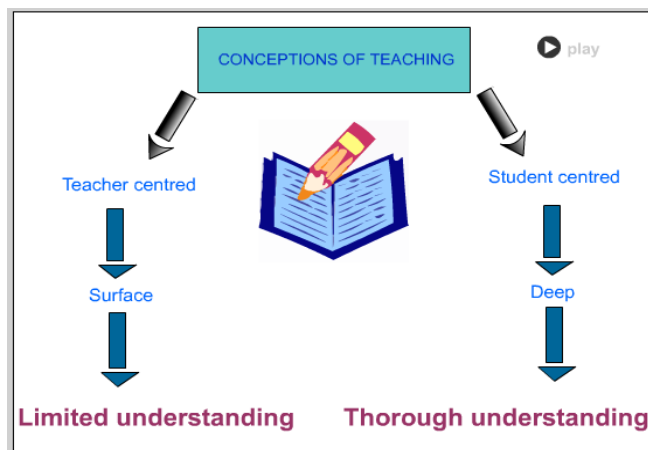 CONCEPTIONS OF TEACHING
play
Teacher centred
Student centred
Surface
Deep
Limited understanding
Thorough understanding